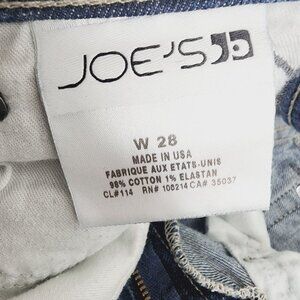 JOE'S
W 28
MADE IN USA
FABRIQUE AUX ETATS-UNIS
98% COTTON 1% ELASTAN
CL#114 RN# 106214 CA# 35037